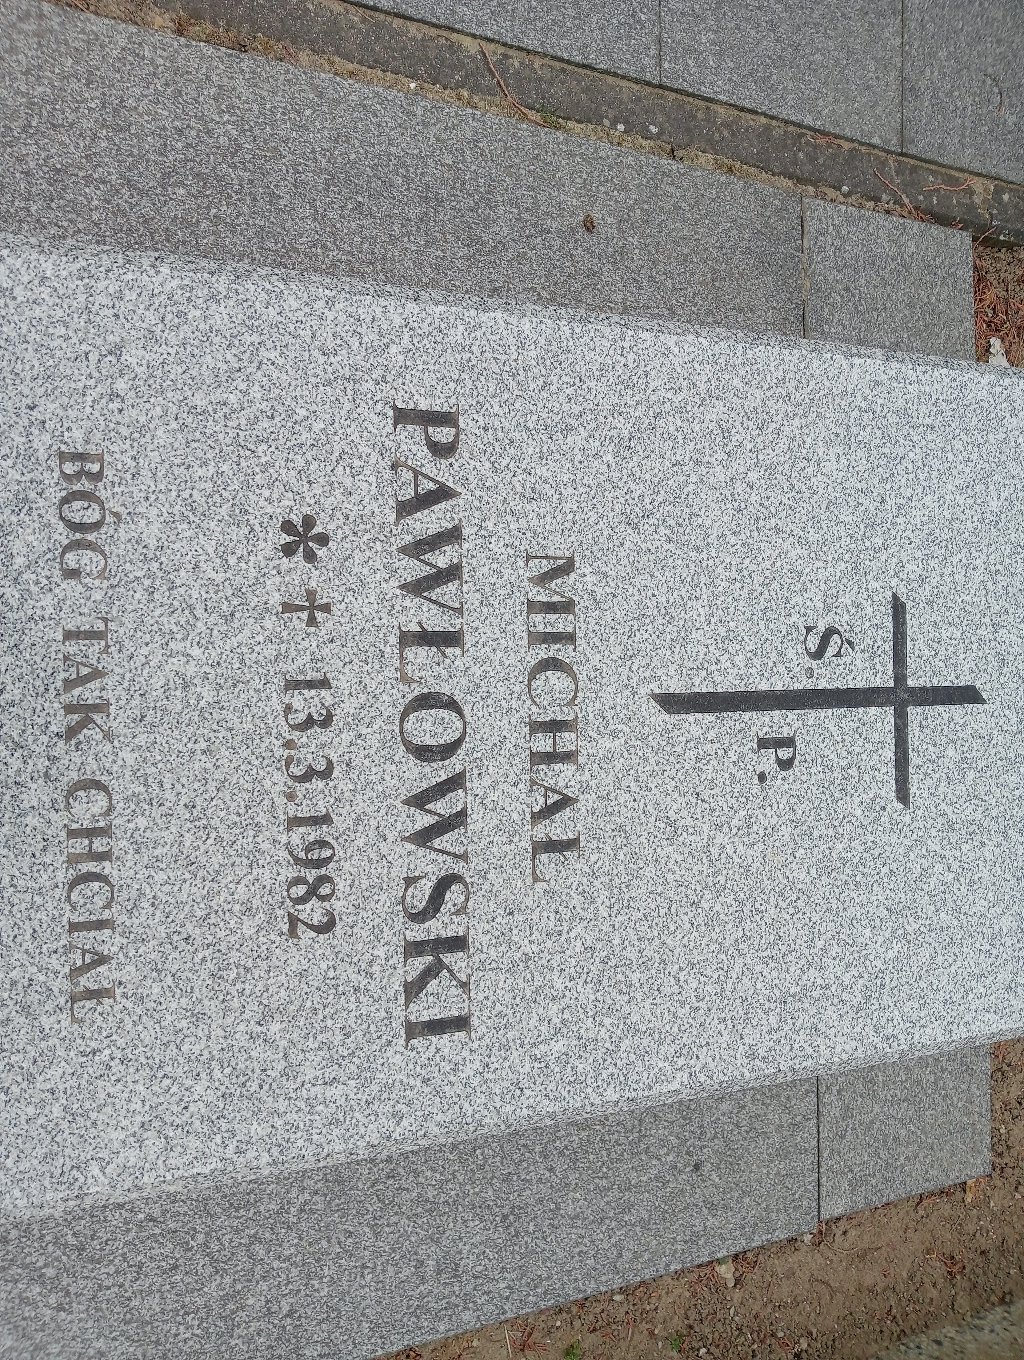 Ś. P.
MICHAŁ
PAWŁOWSKI
* † 13.3.1982
BÓG TAK CHCIAŁ